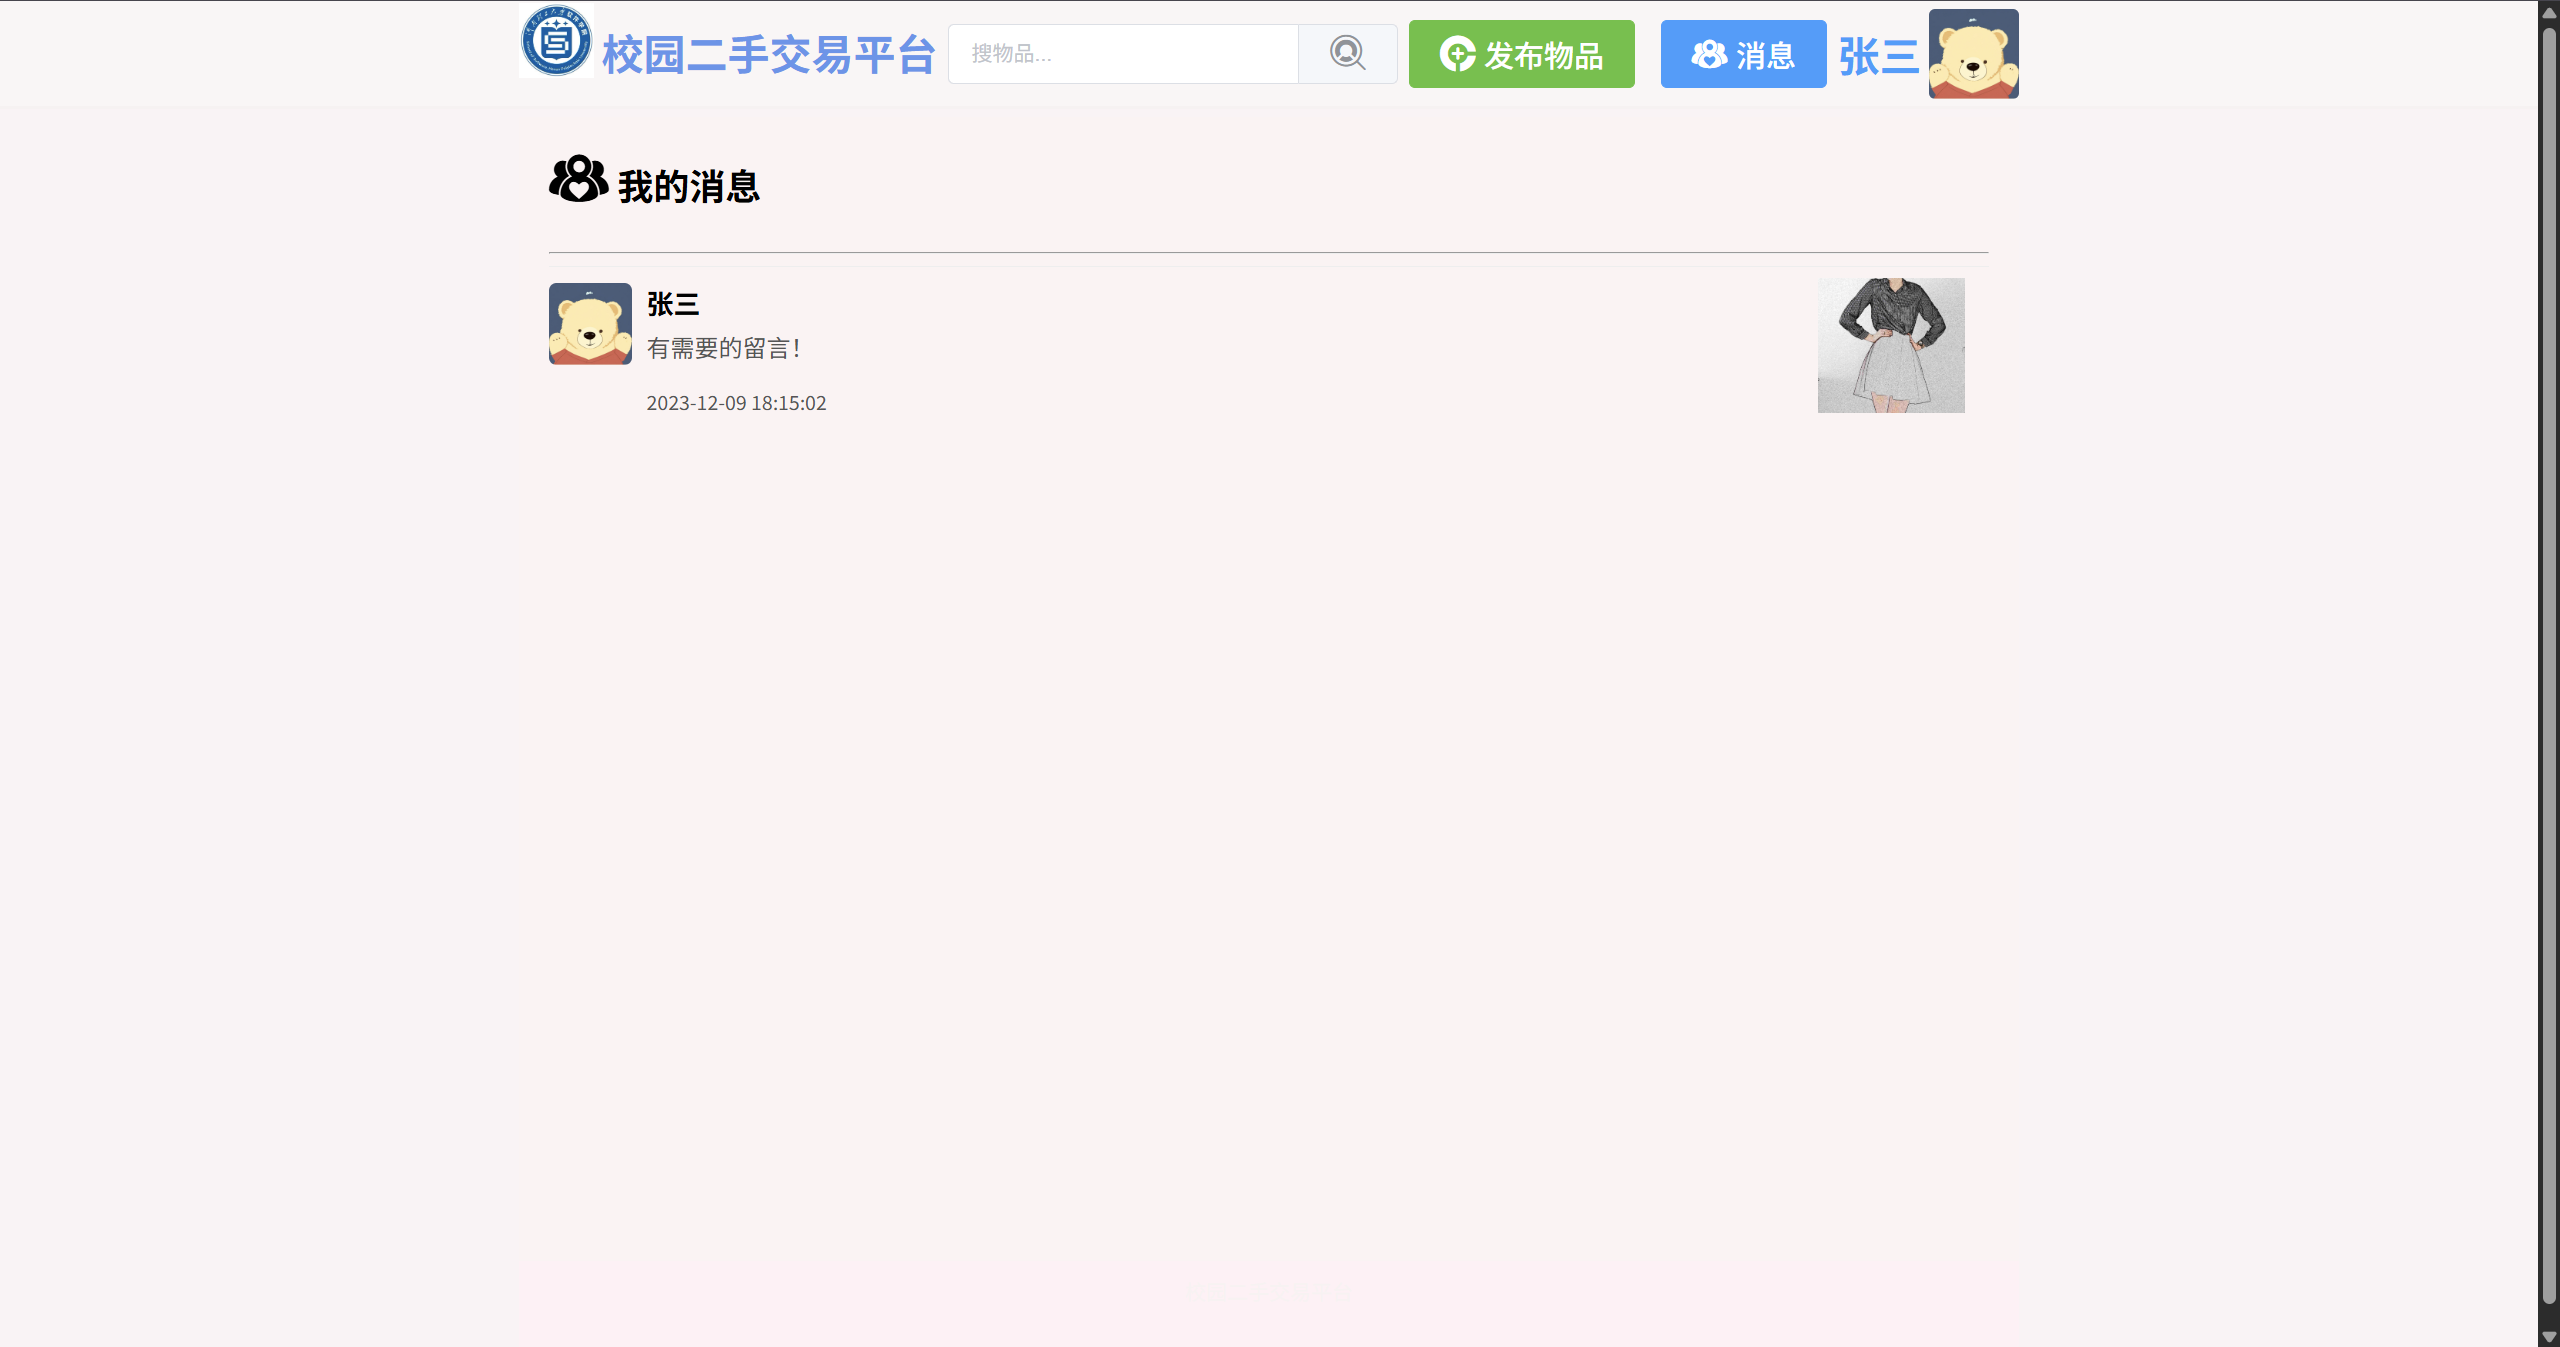 校园二手交易平台
搜物品...
发布物品
消息
张三
我的消息
张三
有需要的留言！
2023-12-09 18:15:02